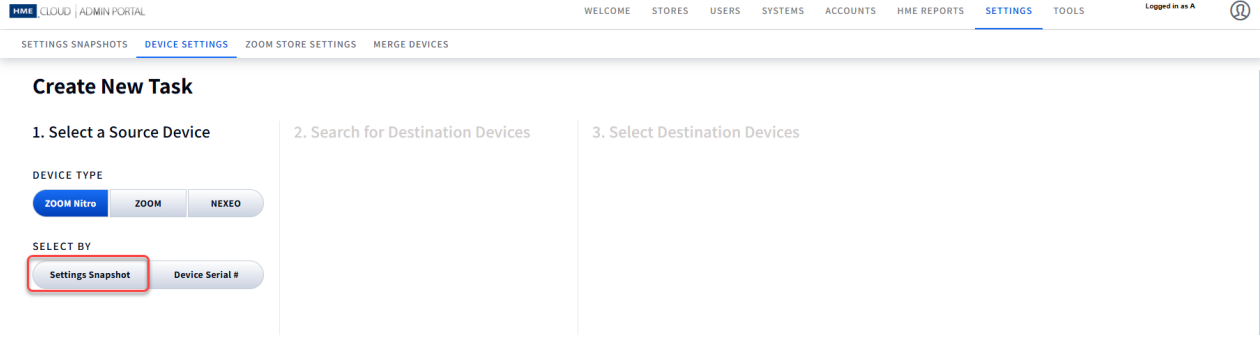 HME CLOUD | ADMIN PORTAL
WELCOME STORES USERS SYSTEMS ACCOUNTS HME REPORTS SETTINGS TOOLS Logged in as A
SETTINGS SNAPSHOTS DEVICE SETTINGS ZOOM STORE SETTINGS MERGE DEVICES
Create New Task
1. Select a Source Device
2. Search for Destination Devices
3. Select Destination Devices
DEVICE TYPE
ZOOM Nitro ZOOM NEXEO
SELECT BY
Settings Snapshot Device Serial #